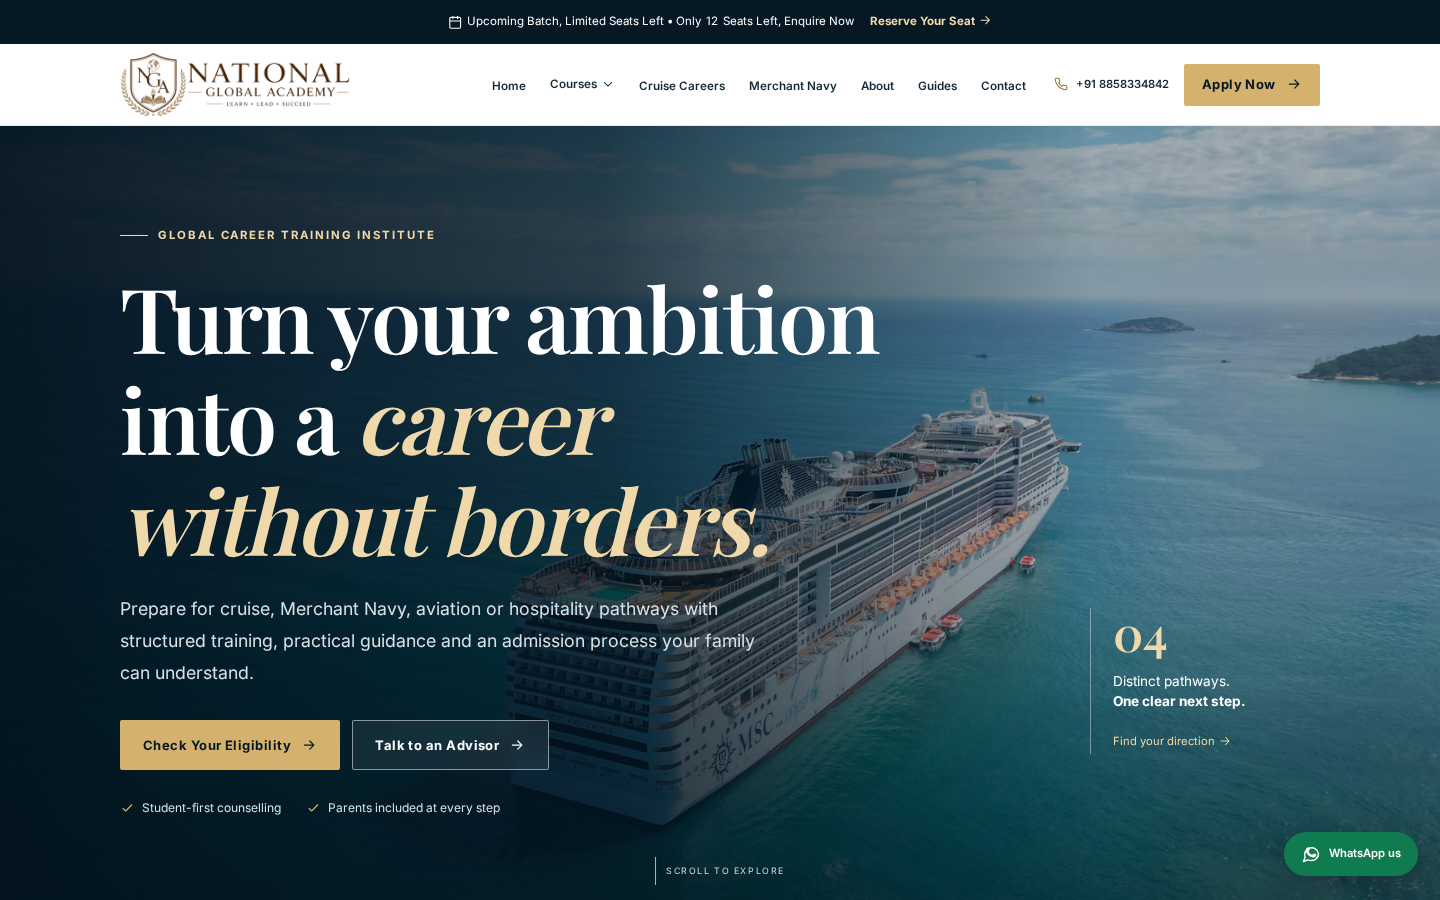 Upcoming Batch, Limited Seats Left • Only 12 Seats Left, Enquire Now Reserve Your Seat →
NGA
NATIONAL
GLOBAL ACADEMY
LEARN • LEAD • SUCCEED
Home Courses Cruise Careers Merchant Navy About Guides Contact +91 8858334842 Apply Now →
GLOBAL CAREER TRAINING INSTITUTE
Turn your ambition
into a career
without borders.
Prepare for cruise, Merchant Navy, aviation or hospitality pathways with
structured training, practical guidance and an admission process your family
can understand.
Check Your Eligibility → Talk to an Advisor →
✓ Student-first counselling ✓ Parents included at every step
04
Distinct pathways.
One clear next step.
Find your direction →
MSC
unicef
SCROLL TO EXPLORE
WhatsApp us